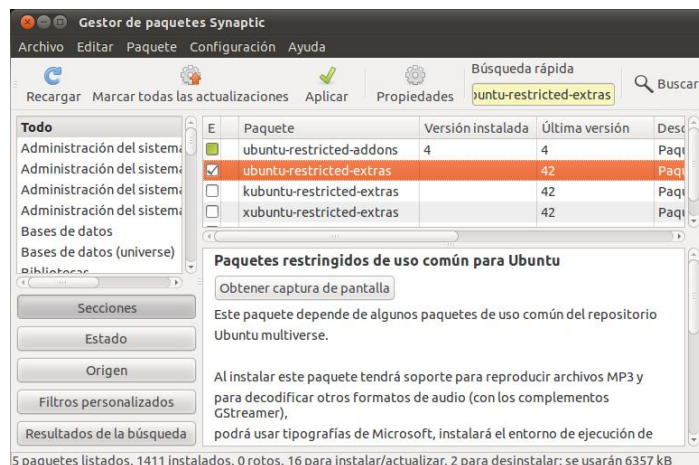 Gestor de paquetes Synaptic
Archivo Editar Paquete Configuración Ayuda
Recargar Marcar todas las actualizaciones Aplicar Propiedades
Búsqueda rápida
untu-restricted-extras
Buscar
Todo
Administración del sistema
Administración del sistema
Administración del sistema
Administración del sistema
Bases de datos
Bases de datos (universe)
Bibliotecas
Secciones
Estado
Origen
Filtros personalizados
Resultados de la búsqueda
E Paquete Versión instalada Última versión Desc
ubuntu-restricted-addons 4 4 Paqu
ubuntu-restricted-extras 42 Paqu
kubuntu-restricted-extras 42 Paqu
xubuntu-restricted-extras 42 Paqu
Paquetes restringidos de uso común para Ubuntu
Obtener captura de pantalla
Este paquete depende de algunos paquetes de uso común del repositorio
Ubuntu multiverse.
Al instalar este paquete tendrá soporte para reproducir archivos MP3 y
para decodificar otros formatos de audio (con los complementos
GStreamer),
podrá usar tipografías de Microsoft, instalará el entorno de ejecución de
5 paquetes listados, 1411 instalados, 0 rotos. 16 para instalar/actualizar, 2 para desinstalar; se usarán 6357 kB